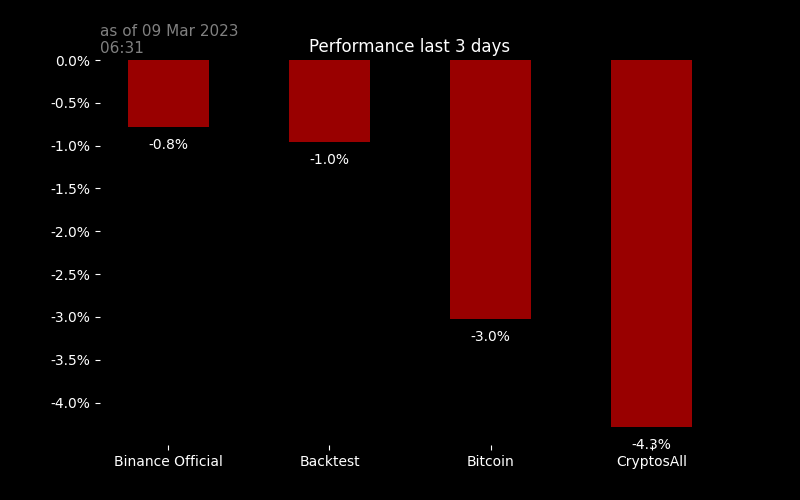 as of 09 Mar 2023
06:31
Performance last 3 days
0.0%
-0.5%
-1.0%
-1.5%
-2.0%
-2.5%
-3.0%
-3.5%
-4.0%
-0.8%
-1.0%
-3.0%
-4.3%
Binance Official
Backtest
Bitcoin
CryptosAll